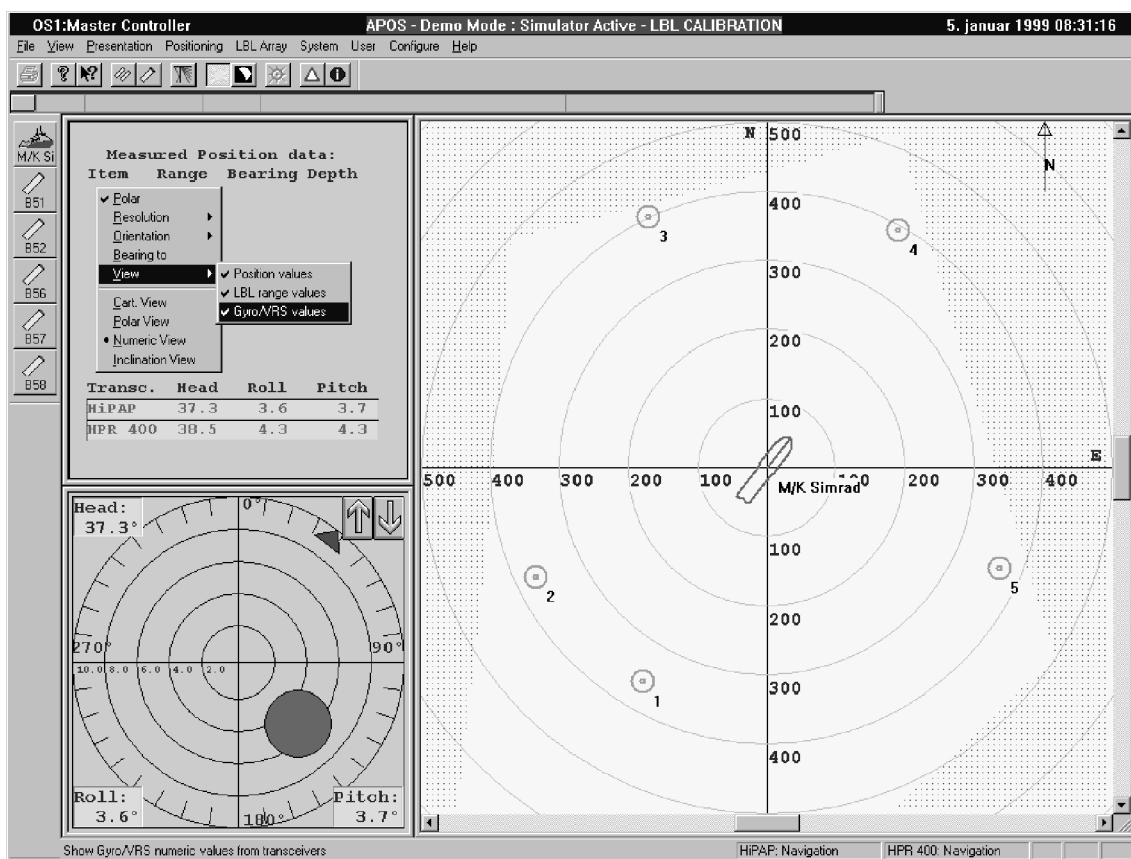 OS1:Master Controller APOS - Demo Mode : Simulator Active - LBL CALIBRATION 5. januar 1999 08:31:16
File View Presentation Positioning LBL Array System User Configure Help
M/K Si
B51
B52
B56
B57
B58
Measured Position data:
Item Range Bearing Depth
Polar
Resolution
Orientation
Bearing to
View
Cart. View
Polar View
Numeric View
Inclination View
Position values
LBL range values
Gyro/VRS values
Transc. Head Roll Pitch
HiPAP 37.3 3.6 3.7
HPR 400 38.5 4.3 4.3
Head:
37.3°
0°
270°
90°
10.0 8.0 6.0 4.0 2.0
Roll:
3.6°
180°
Pitch:
3.7°
N 500
N
400
3
4
300
200
100
E
500 400 300 200 100 100 200 300 400
M/K Simrad
100
2
5
200
300
1
400
Show Gyro/VRS numeric values from transceivers HiPAP: Navigation HPR 400: Navigation